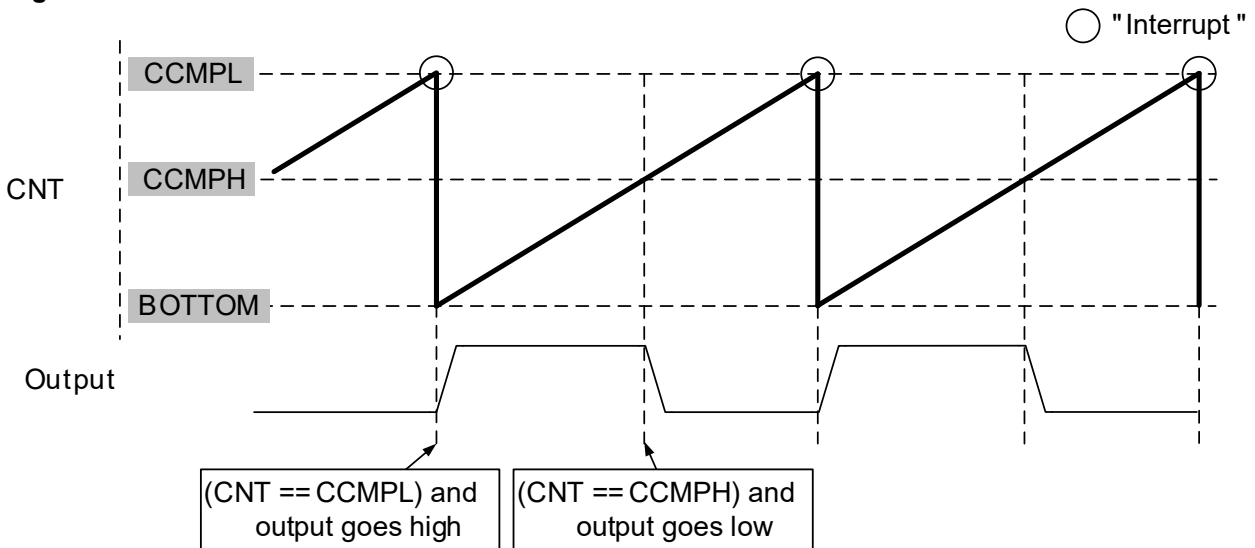 "Interrupt"
CCMPL
CNT
CCMPH
BOTTOM
Output
(CNT == CCMPL) and
output goes high
(CNT == CCMPH) and
output goes low